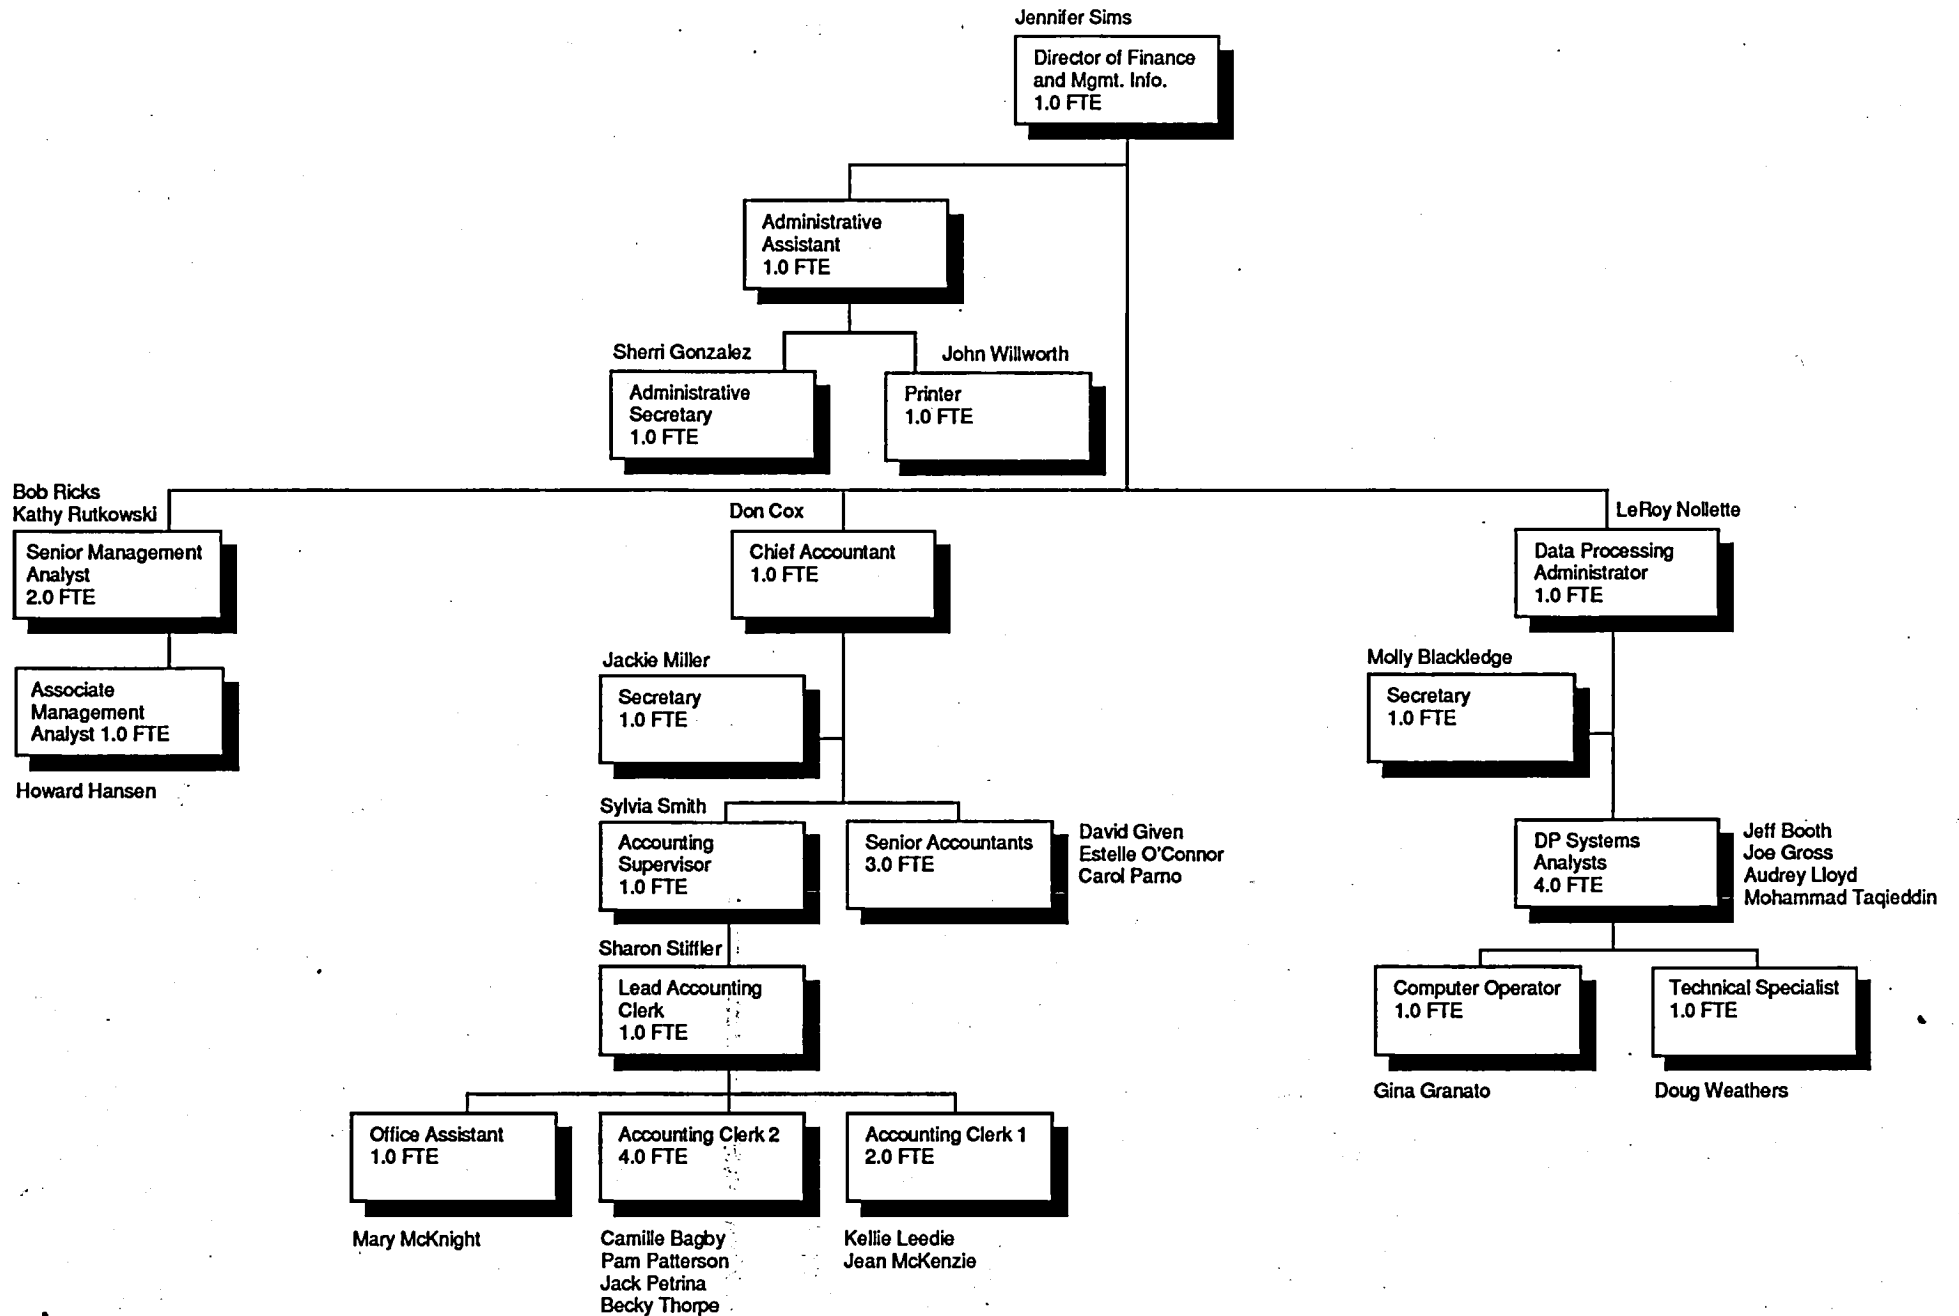 Jennifer Sims
Director of Finance
and Mgmt. Info.
1.0 FTE
Administrative
Assistant
1.0 FTE
Sherri Gonzalez
Administrative
Secretary
1.0 FTE
John Willworth
Printer
1.0 FTE
Bob Ricks
Kathy Rutkowski
Senior Management
Analyst
2.0 FTE
Associate
Management
Analyst 1.0 FTE
Howard Hansen
Don Cox
Chief Accountant
1.0 FTE
Jackie Miller
Secretary
1.0 FTE
Sylvia Smith
Accounting
Supervisor
1.0 FTE
Senior Accountants
3.0 FTE
David Given
Estelle O'Connor
Carol Parno
Sharon Stiffler
Lead Accounting
Clerk
1.0 FTE
Office Assistant
1.0 FTE
Mary McKnight
Accounting Clerk 2
4.0 FTE
Camille Bagby
Pam Patterson
Jack Petrina
Becky Thorpe
Accounting Clerk 1
2.0 FTE
Kellie Leedie
Jean McKenzie
LeRoy Nollette
Data Processing
Administrator
1.0 FTE
Molly Blackledge
Secretary
1.0 FTE
DP Systems
Analysts
4.0 FTE
Jeff Booth
Joe Gross
Audrey Lloyd
Mohammad Taqieddin
Computer Operator
1.0 FTE
Gina Granato
Technical Specialist
1.0 FTE
Doug Weathers